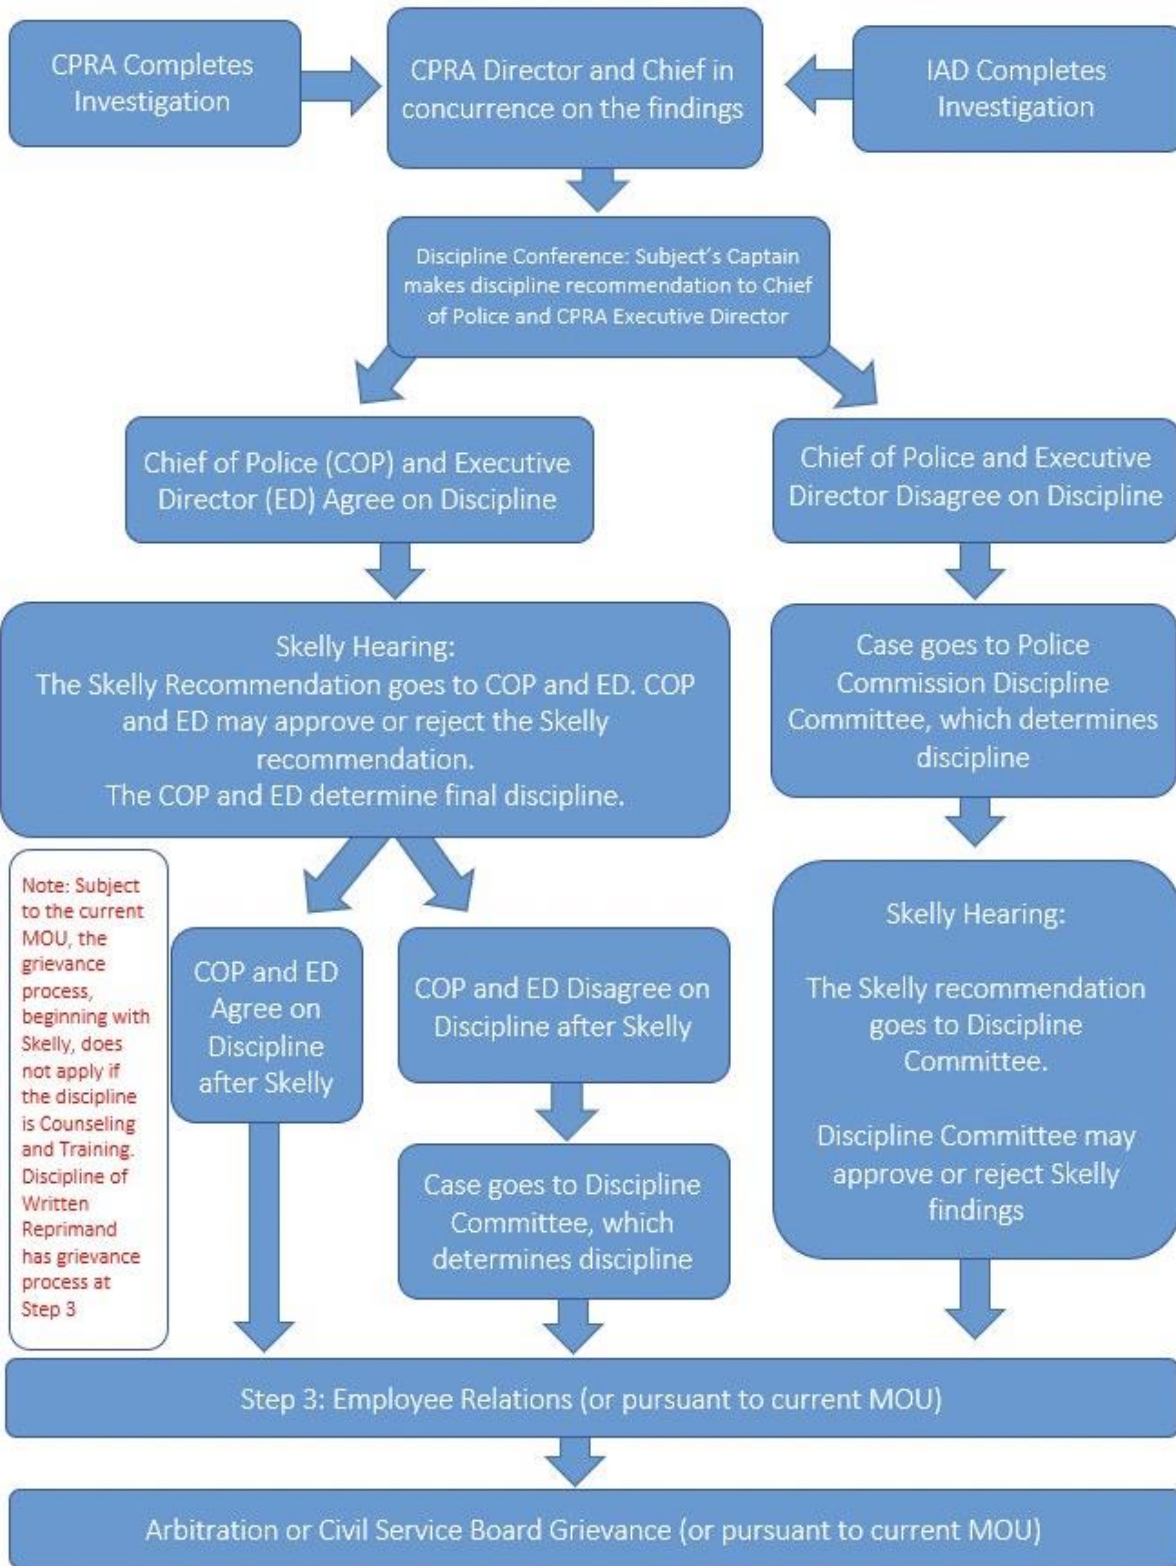 CPRA Completes
Investigation
CPRA Director and Chief in
concurrence on the findings
IAD Completes
Investigation
Discipline Conference: Subject's Captain
makes discipline recommendation to Chief
of Police and CPRA Executive Director
Chief of Police (COP) and Executive
Director (ED) Agree on Discipline
Chief of Police and Executive
Director Disagree on Discipline
Skelly Hearing:
The Skelly Recommendation goes to COP and ED. COP
and ED may approve or reject the Skelly
recommendation.
The COP and ED determine final discipline.
Case goes to Police
Commission Discipline
Committee, which determines
discipline
Note: Subject
to the current
MOU, the
grievance
process,
beginning with
Skelly, does
not apply if
the discipline
is Counseling
and Training.
Discipline of
Written
Reprimand
has grievance
process at
Step 3
COP and ED
Agree on
Discipline
after Skelly
COP and ED Disagree on
Discipline after Skelly
Case goes to Discipline
Committee, which
determines discipline
Skelly Hearing:
The Skelly recommendation
goes to Discipline
Committee.
Discipline Committee may
approve or reject Skelly
findings
Step 3: Employee Relations (or pursuant to current MOU)
Arbitration or Civil Service Board Grievance (or pursuant to current MOU)